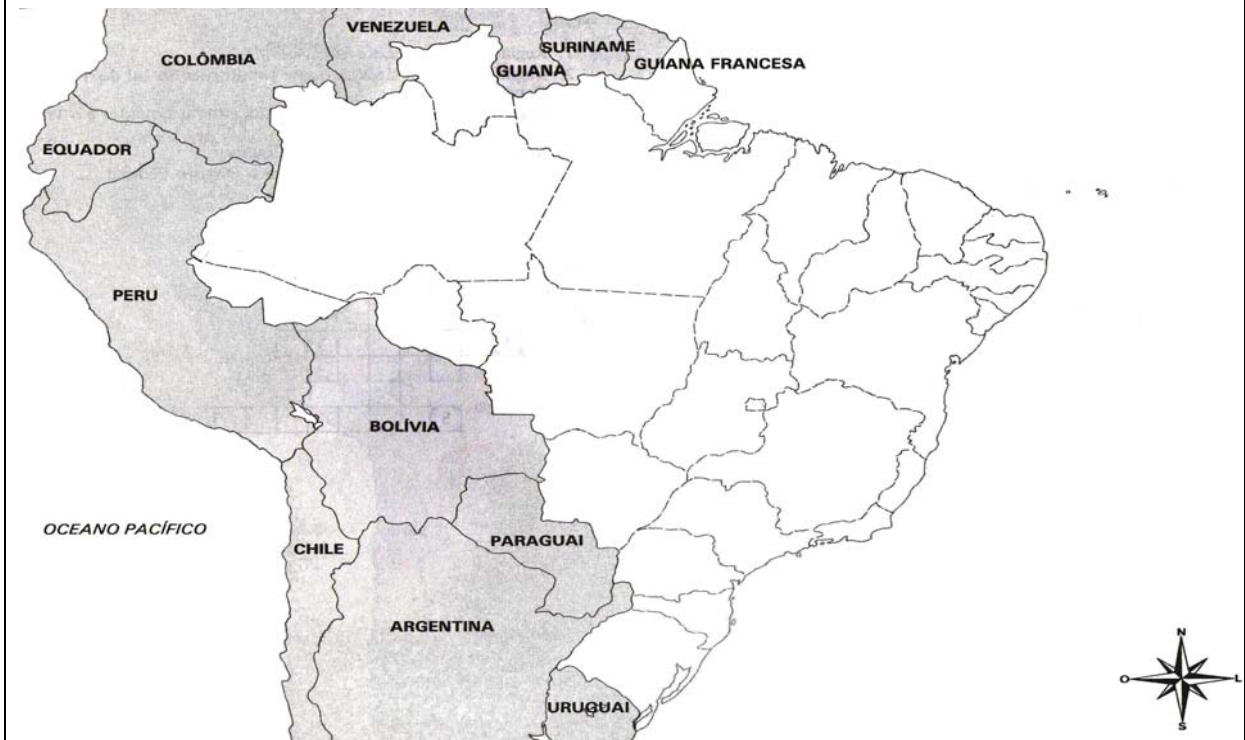 VENEZUELA
COLÔMBIA
SURINAME
GUIANA
GUIANA FRANCESA
EQUADOR
PERU
BOLÍVIA
OCEANO PACÍFICO
CHILE
PARAGUAI
ARGENTINA
URUGUAI
N
O
L
S